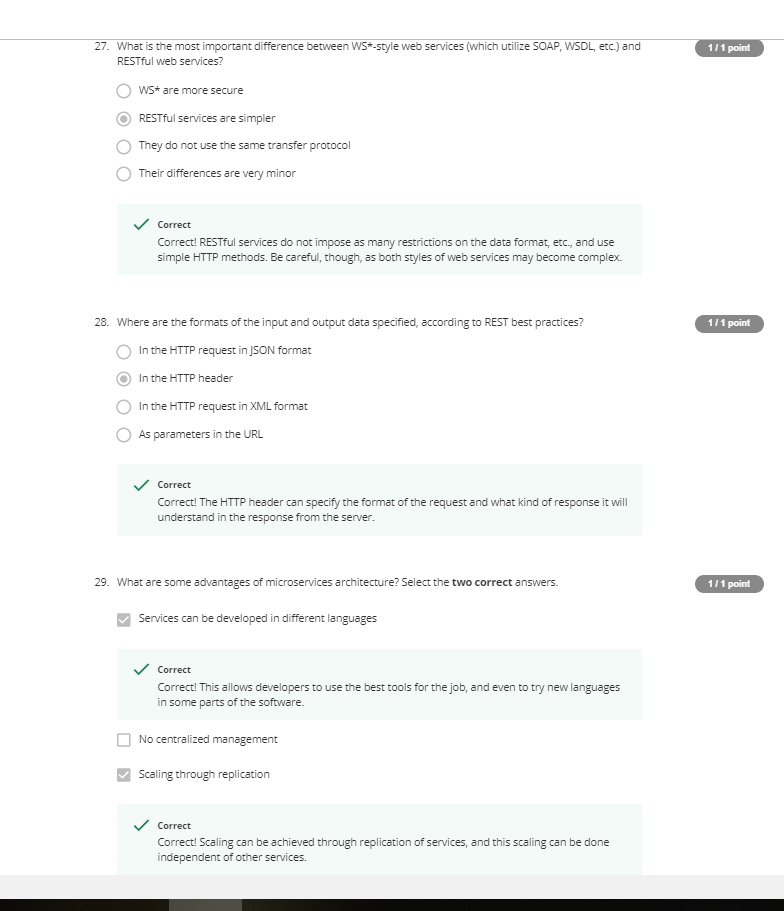 27. What is the most important difference between WS*-style web services (which utilize SOAP, WSDL, etc.) and
1 / 1 point
RESTful web services?
WS* are more secure
RESTful services are simpler
They do not use the same transfer protocol
Their differences are very minor
Correct
Correct! RESTful services do not impose as many restrictions on the data format, etc., and use
simple HTTP methods. Be careful, though, as both styles of web services may become complex.
28. Where are the formats of the input and output data specified, according to REST best practices?
1 / 1 point
In the HTTP request in JSON format
In the HTTP header
In the HTTP request in XML format
As parameters in the URL
Correct
Correct! The HTTP header can specify the format of the request and what kind of response it will
understand in the response from the server.
29. What are some advantages of microservices architecture? Select the two correct answers.
1 / 1 point
Services can be developed in different languages
Correct
Correct! This allows developers to use the best tools for the job, and even to try new languages
in some parts of the software.
No centralized management
Scaling through replication
Correct
Correct! Scaling can be achieved through replication of services, and this scaling can be done
independent of other services.